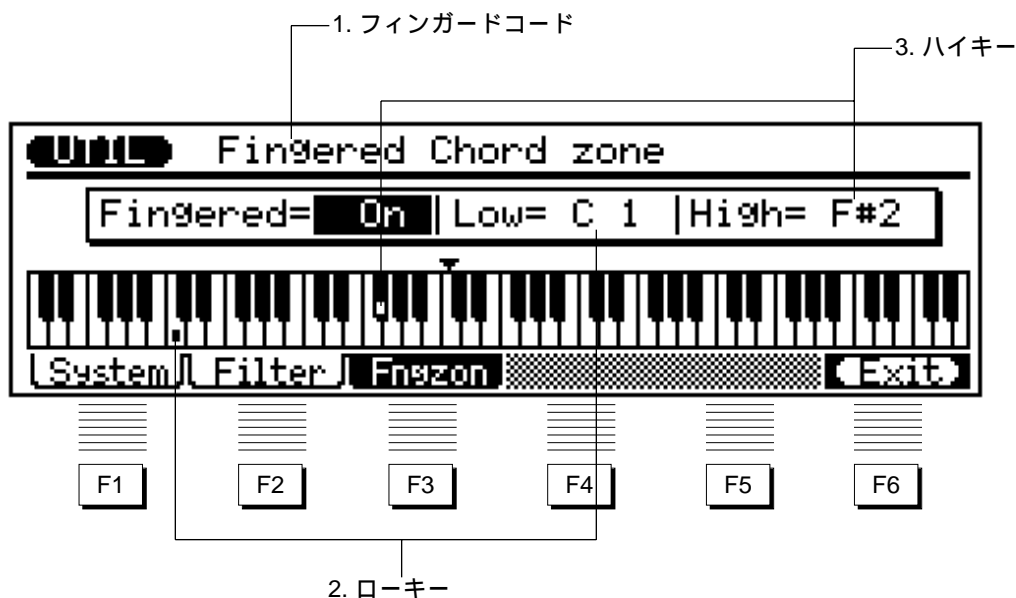 1. フィンガードコード
3. ハイキー
UTIL Fingered Chord zone
Fingered= On |Low= C 1 |High= F#2
System Filter Fngzon Exit
F1 F2 F3 F4 F5 F6
2. ローキー